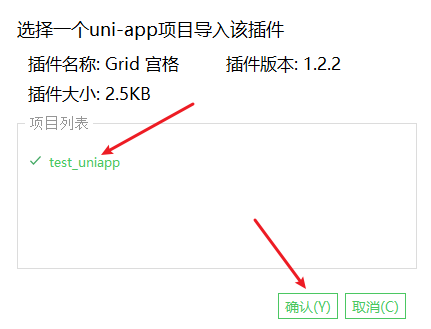 选择一个uni-app项目导入该插件
插件名称: Grid 宫格 插件版本: 1.2.2
插件大小: 2.5KB
项目列表
test_uniapp
确认(Y) 取消(C)